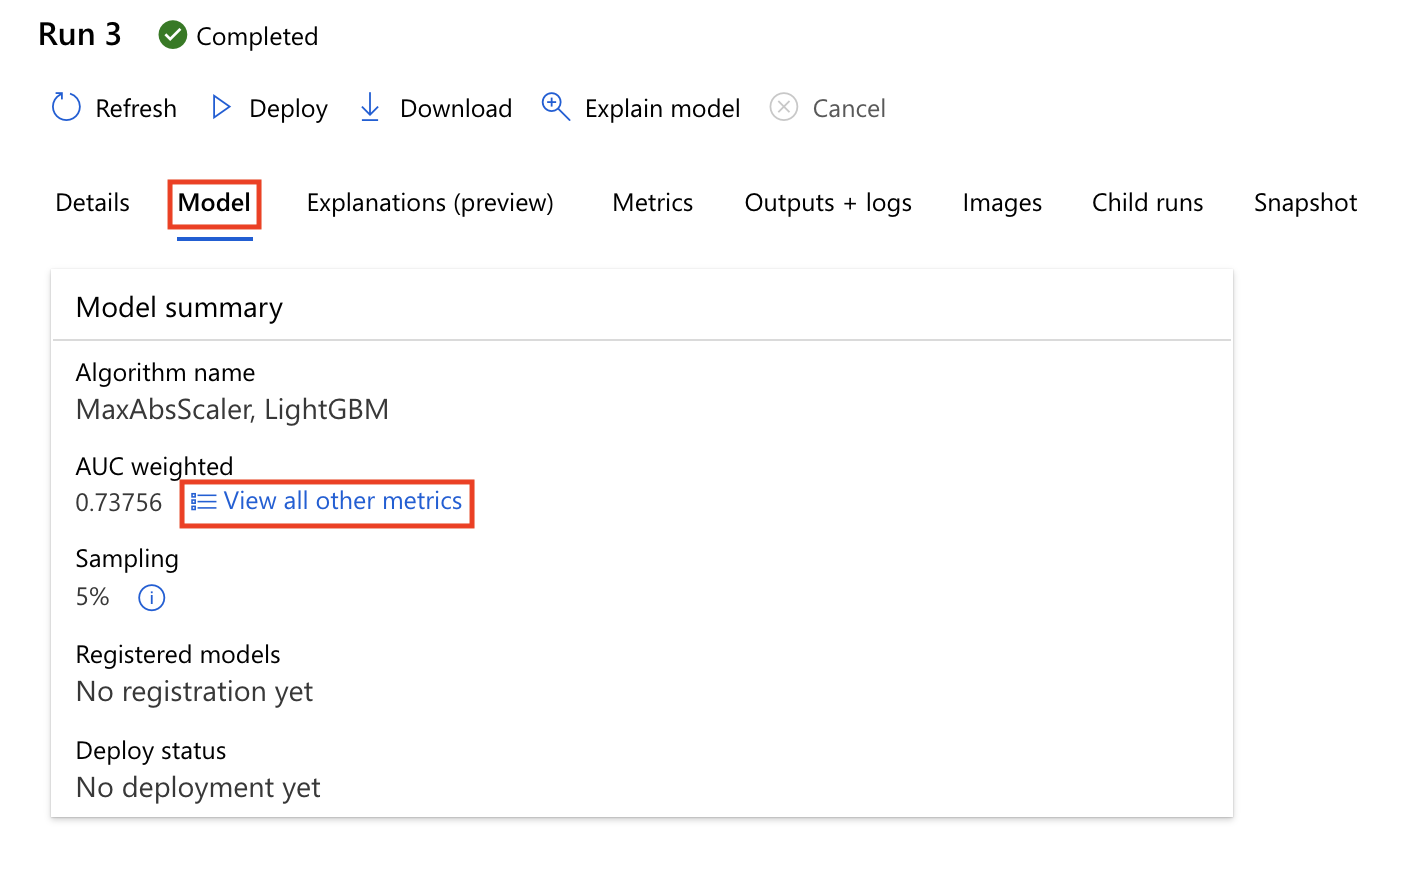 Run 3 Completed
Refresh Deploy Download Explain model Cancel
Details Model Explanations (preview) Metrics Outputs + logs Images Child runs Snapshot
Model summary
Algorithm name
MaxAbsScaler, LightGBM
AUC weighted
0.73756 View all other metrics
Sampling
5%
Registered models
No registration yet
Deploy status
No deployment yet